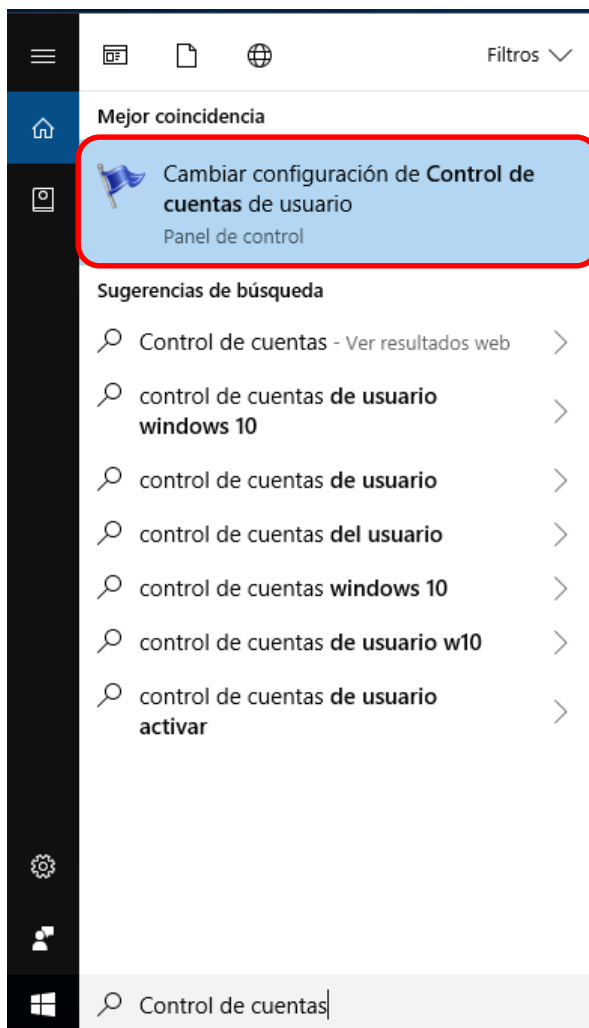 Filtros
Mejor coincidencia
Cambiar configuración de Control de
cuentas de usuario
Panel de control
Sugerencias de búsqueda
Control de cuentas - Ver resultados web
control de cuentas de usuario
windows 10
control de cuentas de usuario
control de cuentas del usuario
control de cuentas windows 10
control de cuentas de usuario w10
control de cuentas de usuario
activar
Control de cuentas